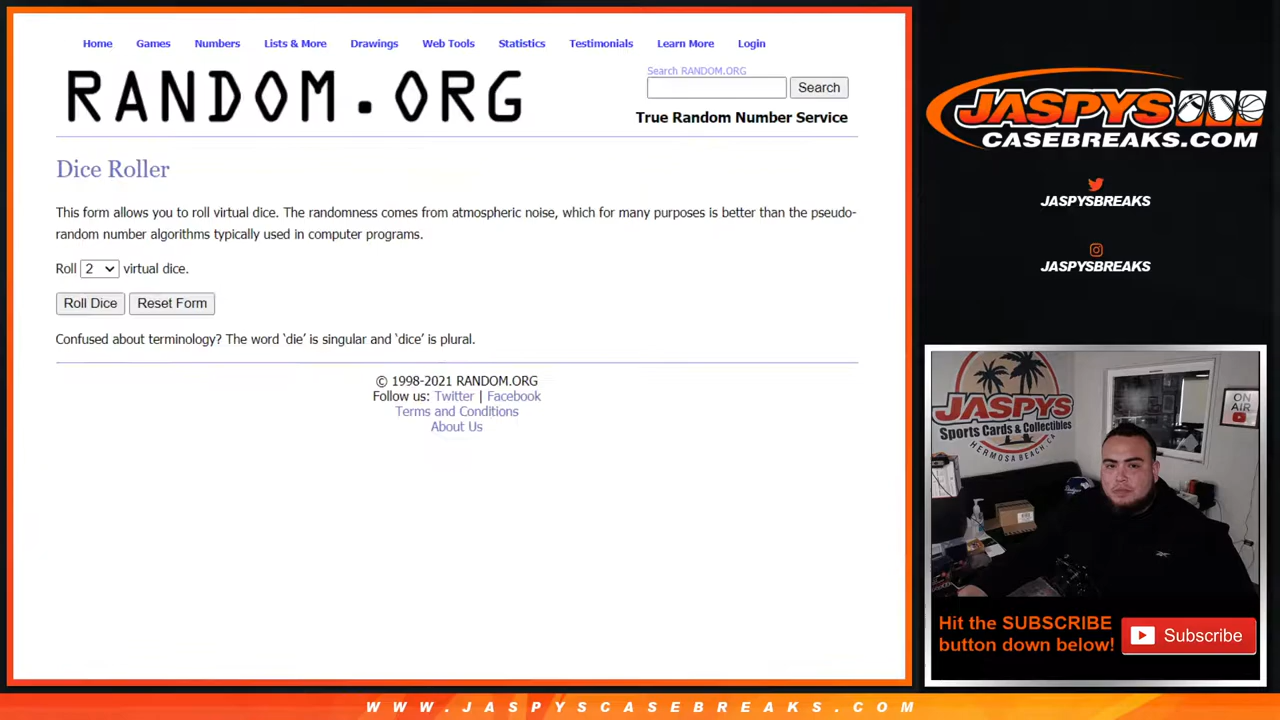 Home Games Numbers Lists & More Drawings Web Tools Statistics Testimonials Learn More Login
RANDOM.ORG
Search RANDOM.ORG
Search
True Random Number Service
Dice Roller
This form allows you to roll virtual dice. The randomness comes from atmospheric noise, which for many purposes is better than the pseudo-
random number algorithms typically used in computer programs.
Roll 2 virtual dice.
Roll Dice Reset Form
Confused about terminology? The word ‘die’ is singular and ‘dice’ is plural.
© 1998-2021 RANDOM.ORG
Follow us: Twitter | Facebook
Terms and Conditions
About Us
JASPYS
CASEBREAKS.COM
JASPYSBREAKS
JASPYSBREAKS
JASPYS
Sports Cards & Collectibles
HERMOSA BEACH, CA
ON
AIR
Hit the SUBSCRIBE
button down below!
Subscribe
WWW.JASPYSCASEBREAKS.COM